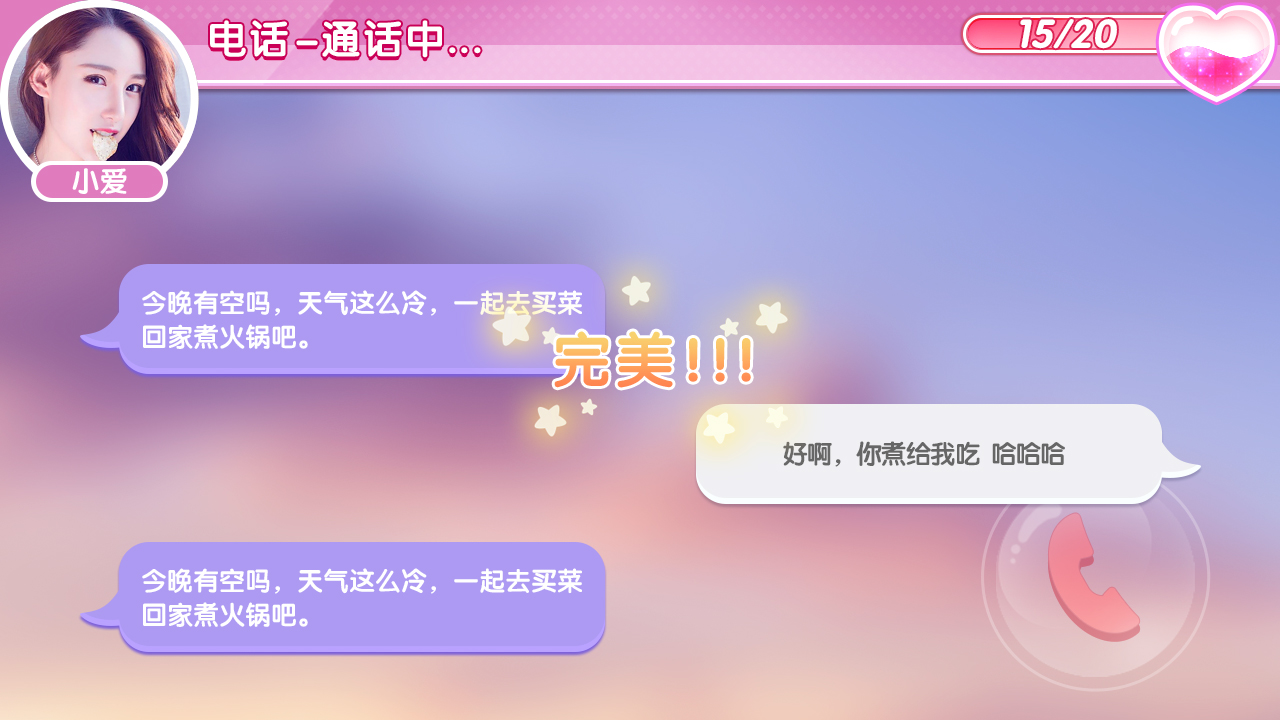 电话-通话中...
15/20
小爱
今晚有空吗，天气这么冷，一起去买菜
回家煮火锅吧。
完美!!!
好啊，你煮给我吃 哈哈哈
今晚有空吗，天气这么冷，一起去买菜
回家煮火锅吧。